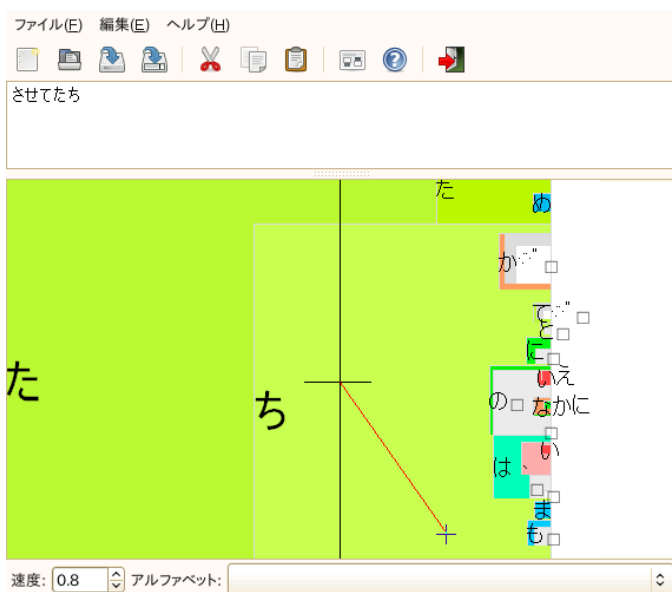 ファイル(F) 編集(E) ヘルプ(H)
させてたち
た
め
か
て
と
に
いえ
の
なかに
い
は、
ま
も
た
ち
速度: 0.8 アルファベット: